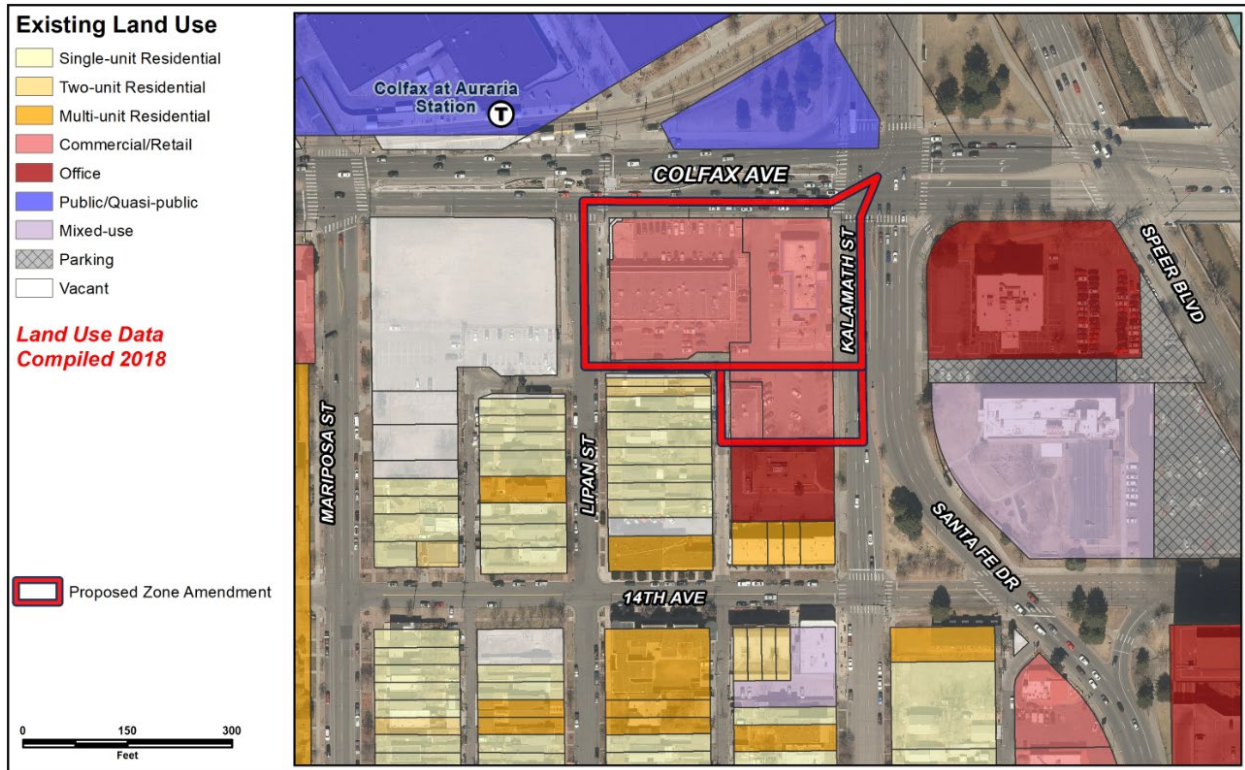 Existing Land Use
Single-unit Residential
Two-unit Residential
Multi-unit Residential
Commercial/Retail
Office
Public/Quasi-public
Mixed-use
Parking
Vacant
Land Use Data
Compiled 2018
Proposed Zone Amendment
0 150 300
Feet
Colfax at Auraria
Station
T
COLFAX AVE
KALAMATH ST
SPEER BLVD
MARIPOSA ST
LIPAN ST
SANTA FE DR
14TH AVE